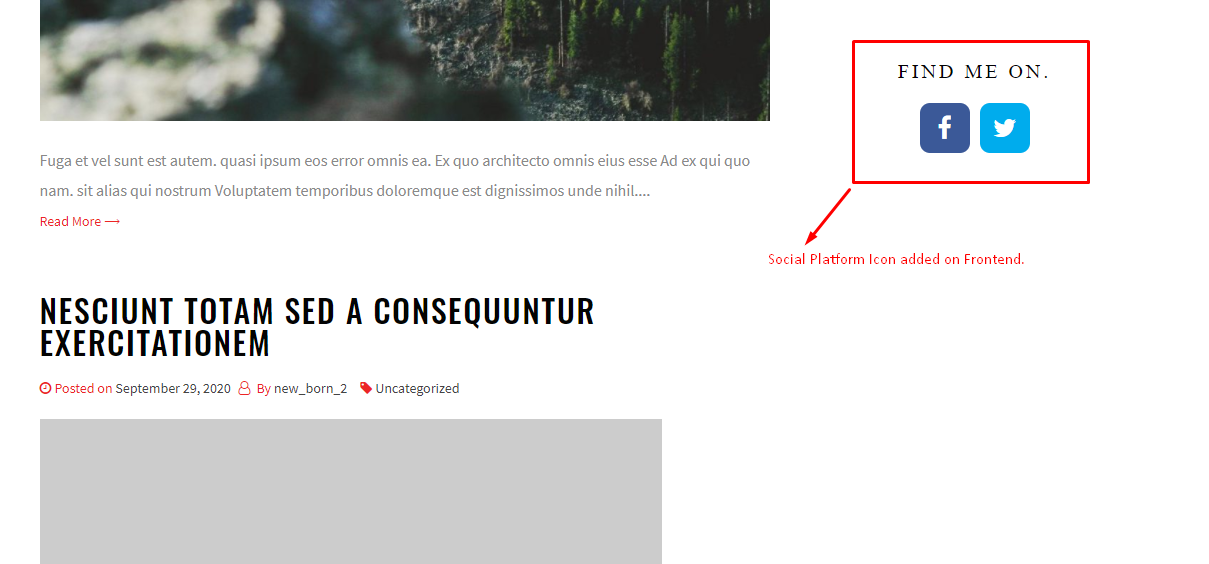 Fuga et vel sunt est autem. quasi ipsum eos error omnis ea. Ex quo architecto omnis eius esse Ad ex qui quo
nam. sit alias qui nostrum Voluptatem temporibus doloremque est dignissimos unde nihil....
Read More ⟶
NESCIUNT TOTAM SED A CONSEQUUNTUR
EXERCITATIONEM
Posted on September 29, 2020 By new_born_2 Uncategorized
FIND ME ON.
Social Platform Icon added on Frontend.